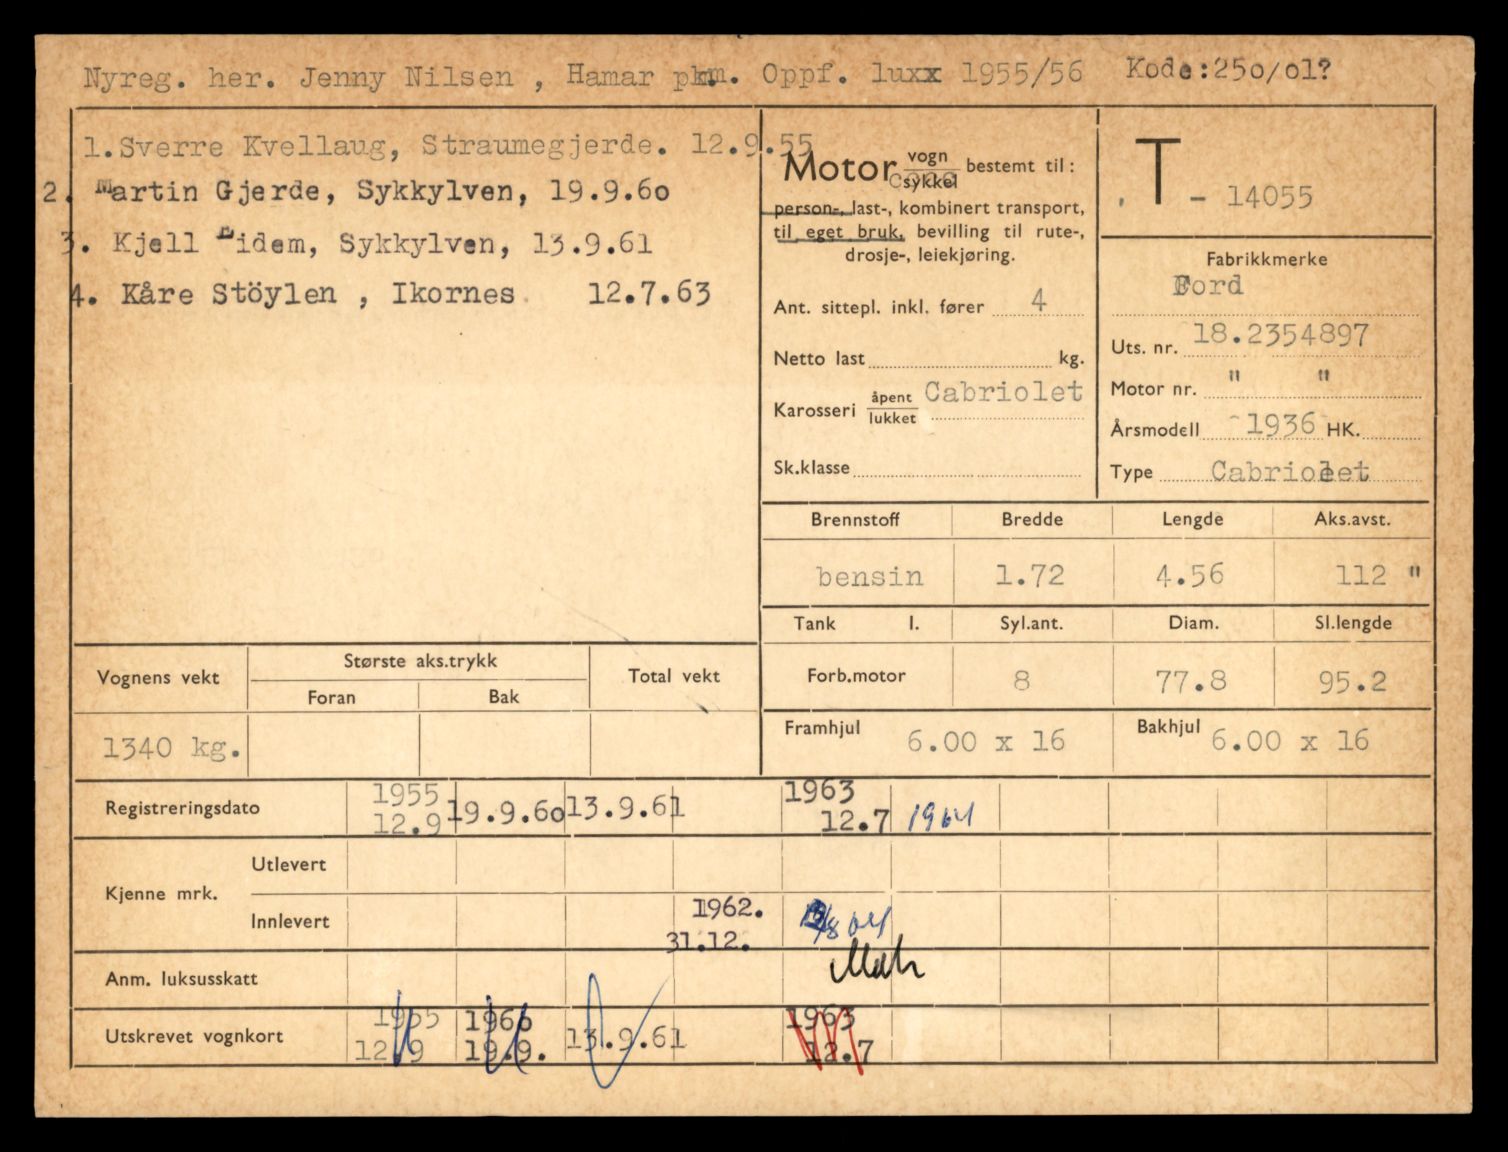 Nyreg. her. Jenny Nilsen , Hamar pkm. Oppf. luxx 1955/56 Kode:250/01?
1.Sverre Kvellaug, Straumegjerde. 12.9.55
2. Martin Gjerde, Sykkylven, 19.9.60
3. Kjell Eidem, Sykkylven, 13.9.61
4. Kåre Stöylen , Ikornes 12.7.63
Motor vogn sykkel bestemt til:
person-, last-, kombinert transport,
til eget bruk, bevilling til rute-,
drosje-, leiekjøring.
Ant. sittepl. inkl. fører 4
Netto last kg.
Karosseri åpent lukket Cabriolet
Sk.klasse
T - 14055
Fabrikkmerke
Ford
Uts. nr. 18.2354897
Motor nr. " "
Årsmodell 1936 HK.
Type Cabriolet
Brennstoff Bredde Lengde Aks.avst.
bensin 1.72 4.56 112 "
Tank l. Syl.ant. Diam. Sl.lengde
Forb.motor 8 77.8 95.2
Framhjul 6.00 x 16 Bakhjul 6.00 x 16
Vognens vekt Største aks.trykk Total vekt
Foran Bak
1340 kg.
Registreringsdato 1955 12.9 19.9.60 13.9.61 1963 12.7 1964
Kjenne mrk.
Utlevert
Innlevert 1962. 31.12.
Anm. luksusskatt
Utskrevet vognkort 1955 12.9 1960 19.9. 13.9.61 1963 12.7